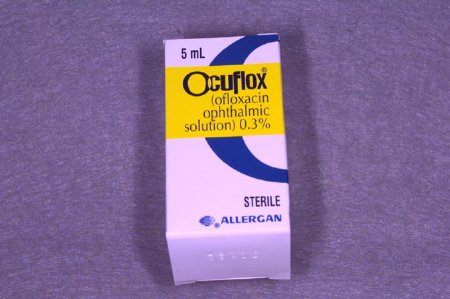 5 mL
Ocuflox®
(ofloxacin
ophthalmic
solution) 0.3%
STERILE
ALLERGAN